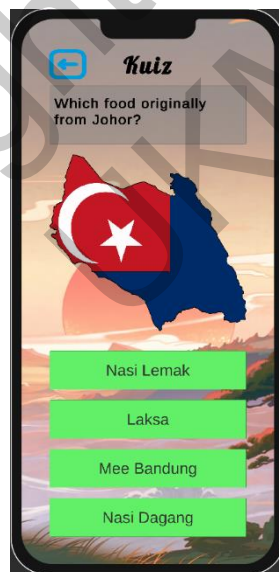 Kuiz
Which food originally
from Johor?
Nasi Lemak
Laksa
Mee Bandung
Nasi Dagang